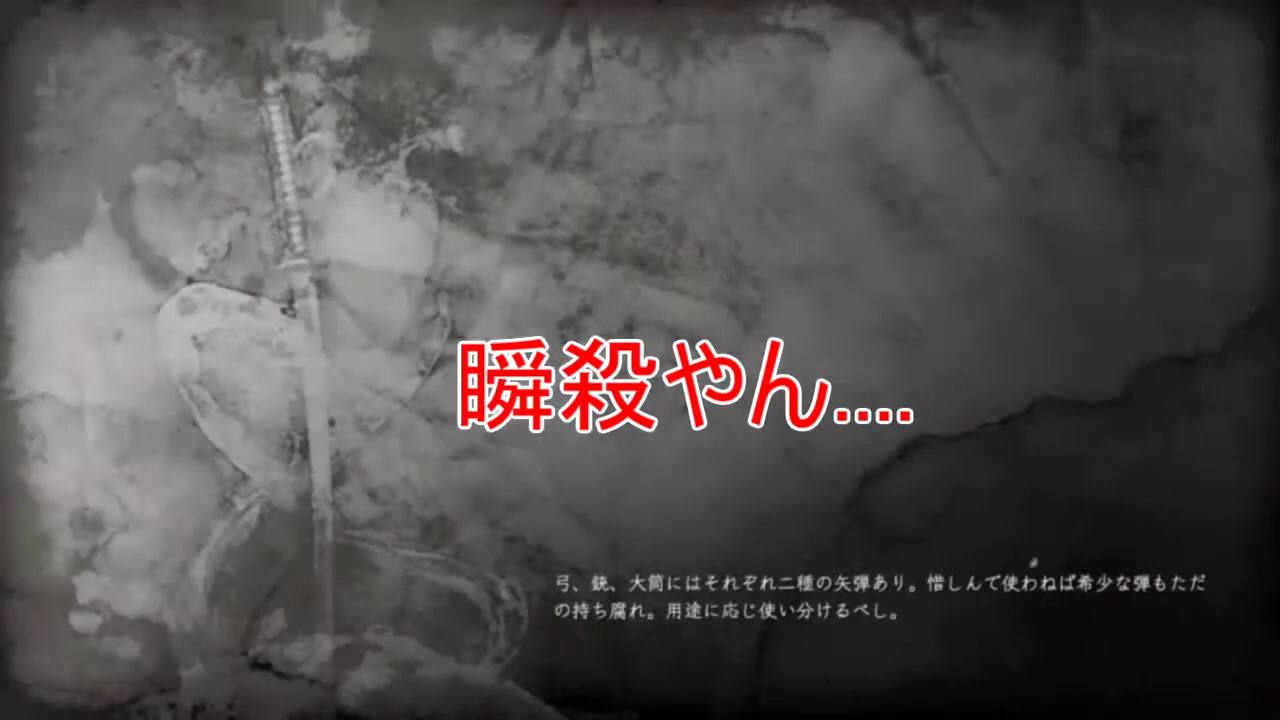 瞬殺やん....
弓、銃、大筒にはそれぞれ二種の矢弾あり。惜しんで使わねば希少な弾もただ
の持ち腐れ。用途に応じ使い分けるべし。